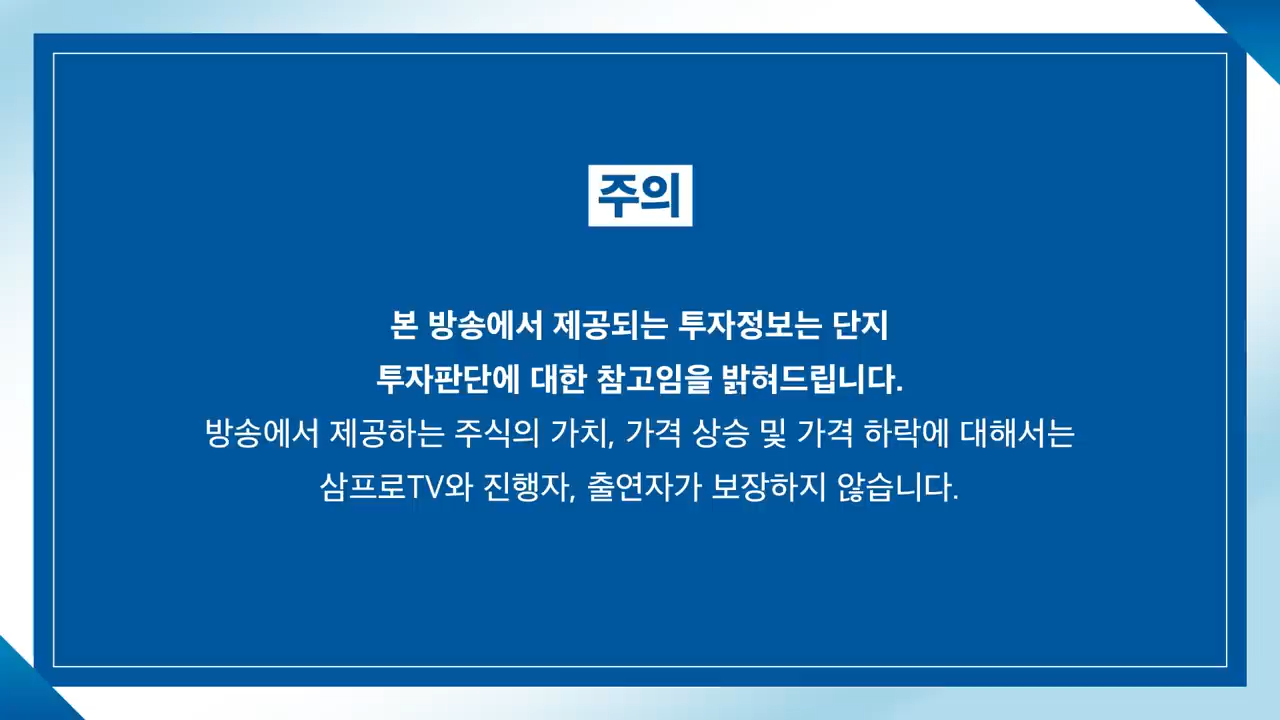 주의
본 방송에서 제공되는 투자정보는 단지
투자판단에 대한 참고임을 밝혀드립니다.
방송에서 제공하는 주식의 가치, 가격 상승 및 가격 하락에 대해서는
삼프로TV와 진행자, 출연자가 보장하지 않습니다.